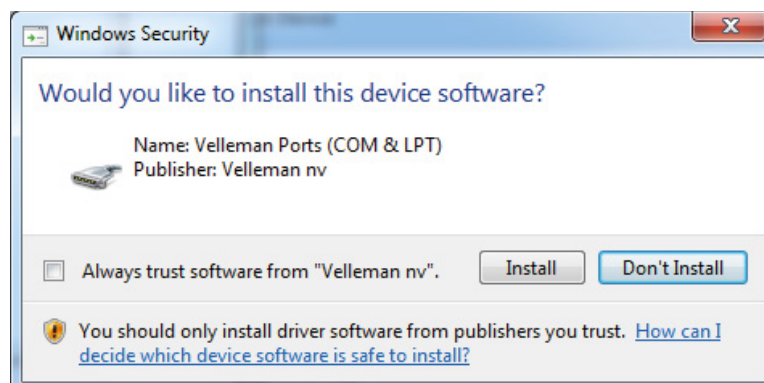 Windows Security
Would you like to install this device software?
Name: Velleman Ports (COM & LPT)
Publisher: Velleman nv
Always trust software from "Velleman nv".
Install
Don't Install
You should only install driver software from publishers you trust. How can I
decide which device software is safe to install?